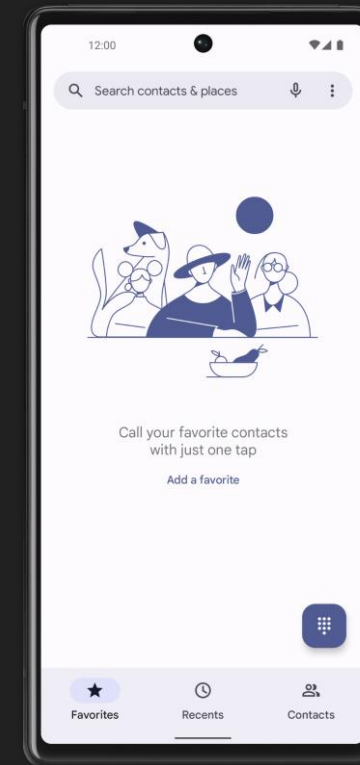 12:00
Search contacts & places
Call your favorite contacts
with just one tap
Add a favorite
Favorites
Recents
Contacts